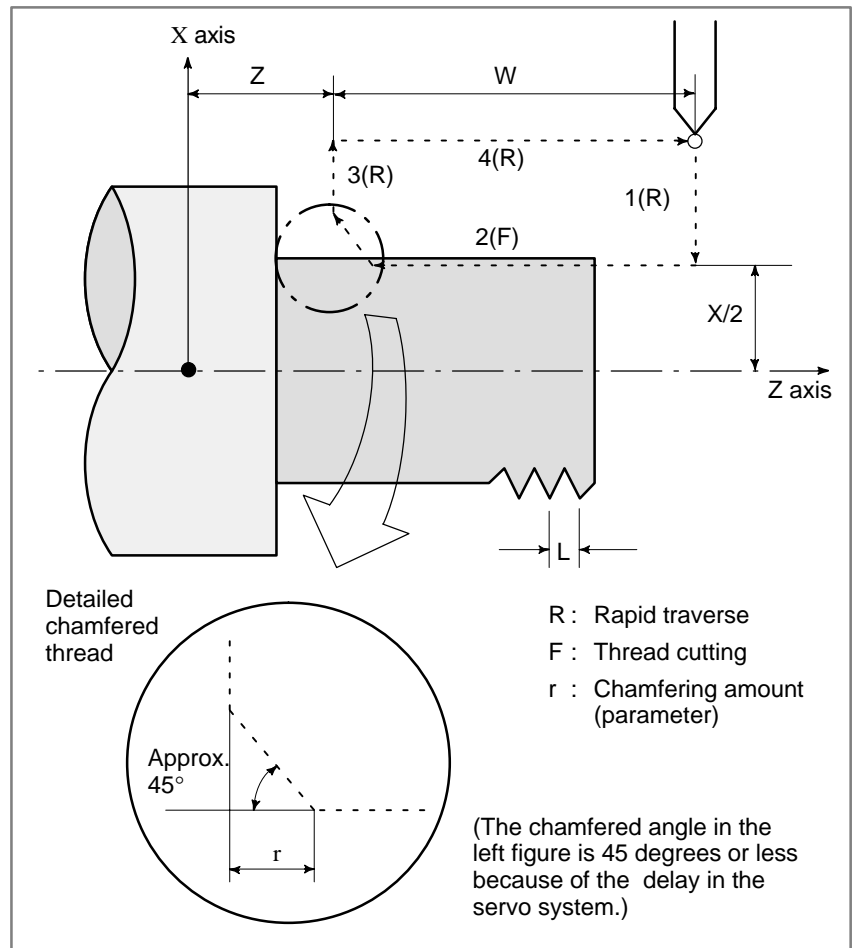 X axis
Z
W
4(R)
3(R)
1(R)
2(F)
X/2
Z axis
L
Detailed
chamfered
thread
R : Rapid traverse
F : Thread cutting
r : Chamfering amount
(parameter)
Approx.
45°
r
(The chamfered angle in the
left figure is 45 degrees or less
because of the delay in the
servo system.)